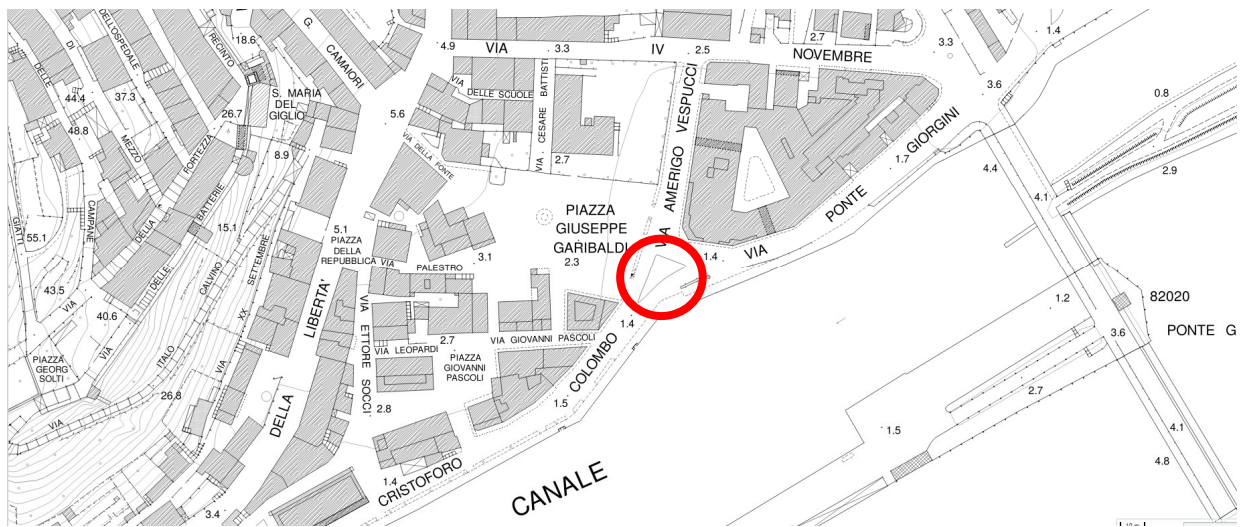 DI
DELLE
DELL'OSPEDALE
RECINTO
18.6
G. CAMAIORI
4.9
VIA
3.3
IV
2.5
2.7
NOVEMBRE
3.3
1.4
44.4
37.3
26.7
S. MARIA
DEL
GIGLIO
48.8
MEZZO
FORTEZZA
8.9
5.6
VIA
DELLE SCUOLE
VIA CESARE BATTISTI
VIA AMERIGO VESPUCCI
3.6
0.8
GIORGINI
1.7
4.4
2.9
VIA DELLA FONTE
2.7
4.1
GIATTI
55.1
CAMPANE
DELLA
BATTERIE
15.1
SETTEMBRE
5.1
PIAZZA
DELLA
REPUBBLICA
VIA
PALESTRO
3.1
PIAZZA
GIUSEPPE
GARIBALDI
2.3
PONTE
VIA
1.4
43.5
VIA
40.6
DELLE
VIA
CALVINO
LIBERTA'
1.2
82020
3.6
PONTE G
PIAZZA
GEORG
SOLTI
ITALO
XX
VIA
VIA ETTORE SOCCI
2.7
VIA LEOPARDI
PIAZZA
GIOVANNI
PASCOLI
VIA GIOVANNI PASCOLI
1.4
COLOMBO
26.8
VIA
DELLA
2.8
1.5
2.7
1.5
4.1
4.8
3.4
1.4
CRISTOFORO
CANALE